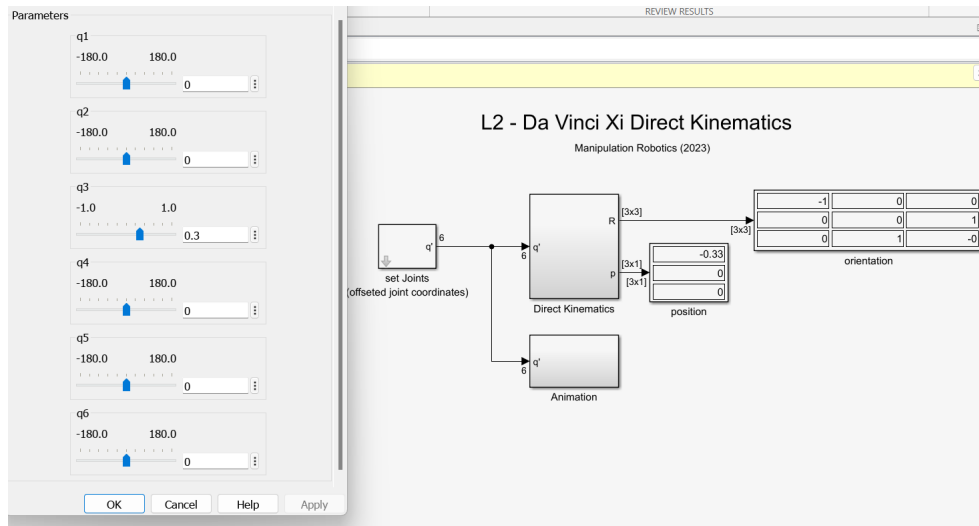 Parameters
q1
-180.0 180.0
0
q2
-180.0 180.0
0
q3
-1.0 1.0
0.3
q4
-180.0 180.0
0
q5
-180.0 180.0
0
q6
-180.0 180.0
0
OK Cancel Help Apply
REVIEW RESULTS
L2 - Da Vinci Xi Direct Kinematics
Manipulation Robotics (2023)
q'
6
set Joints
(offseted joint coordinates)
q'
6
R
p
Direct Kinematics
[3x3]
[3x3]
[3x1]
[3x1]
-0.33
0
0
position
-1 0 0
0 0 1
0 1 -0
orientation
q'
6
Animation